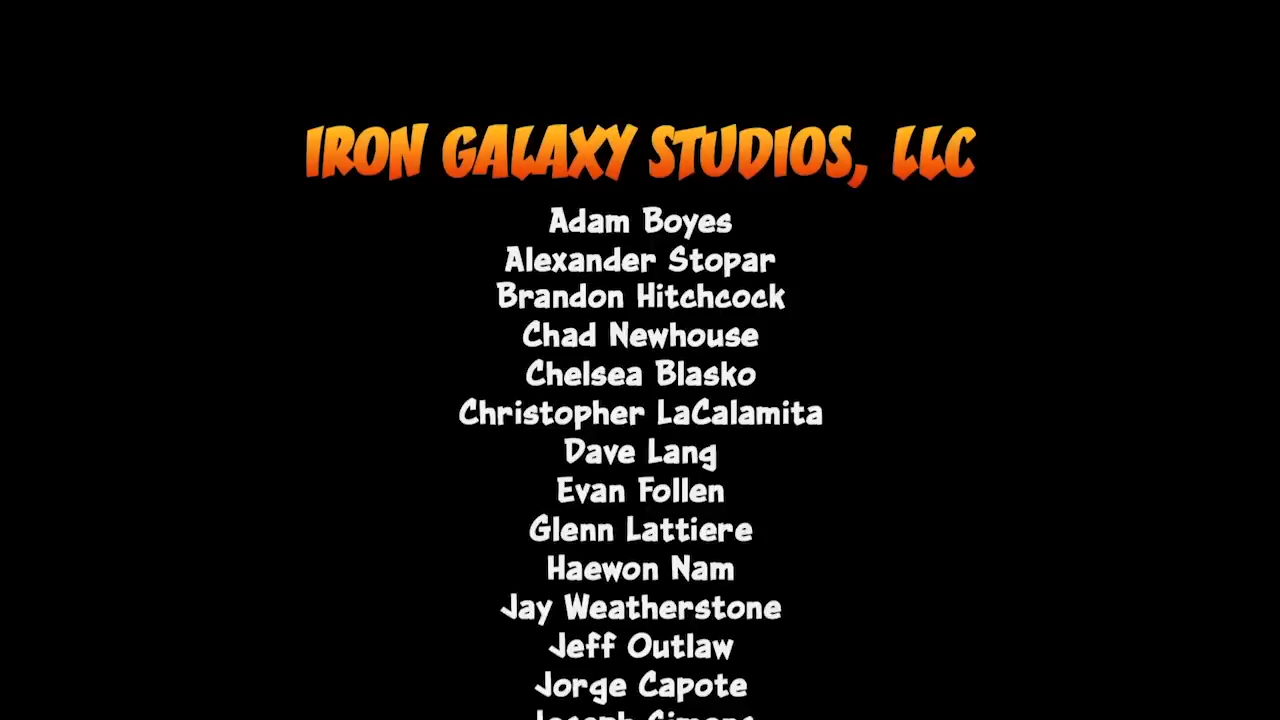 IRON GALAXY STUDIOS, LLC
Adam Boyes
Alexander Stopar
Brandon Hitchcock
Chad Newhouse
Chelsea Blasko
Christopher LaCalamita
Dave Lang
Evan Follen
Glenn Lattiere
Haewon Nam
Jay Weatherstone
Jeff Outlaw
Jorge Capote